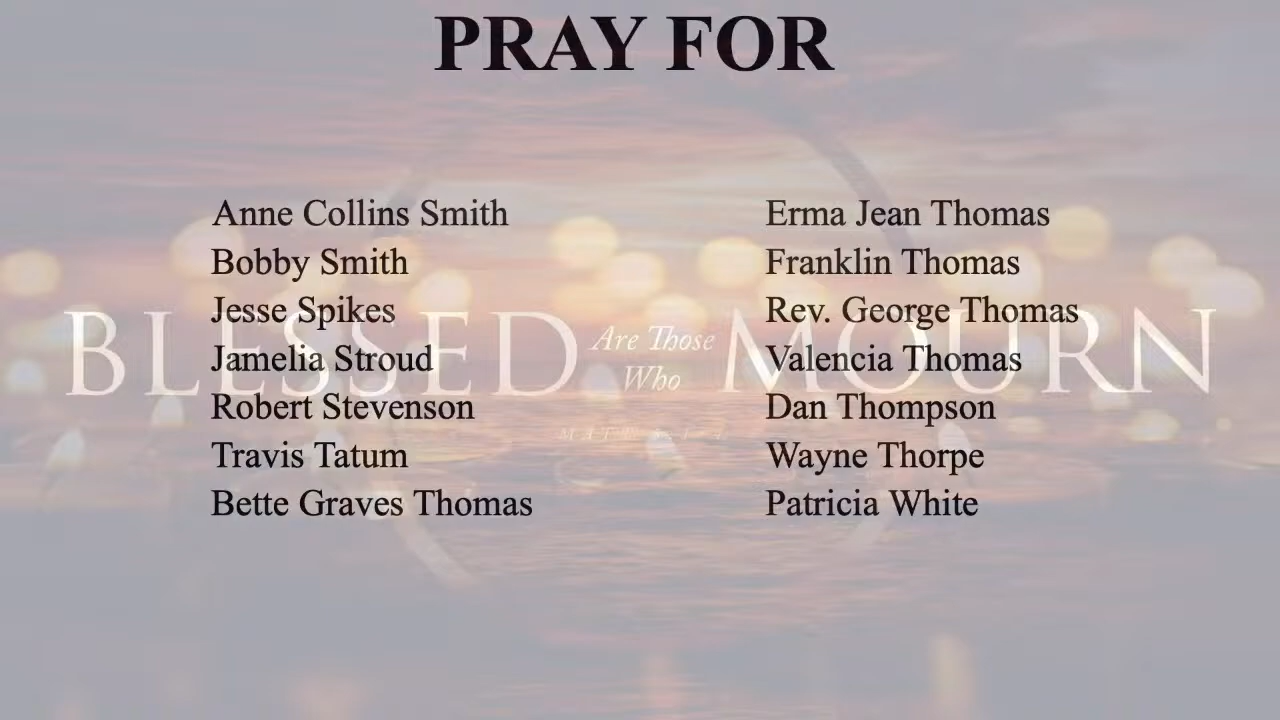 PRAY FOR
Anne Collins Smith
Bobby Smith
Jesse Spikes
Jamelia Stroud
Robert Stevenson
Travis Tatum
Bette Graves Thomas
Erma Jean Thomas
Franklin Thomas
Rev. George Thomas
Valencia Thomas
Dan Thompson
Wayne Thorpe
Patricia White
BLESSED Are Those Who MOURN